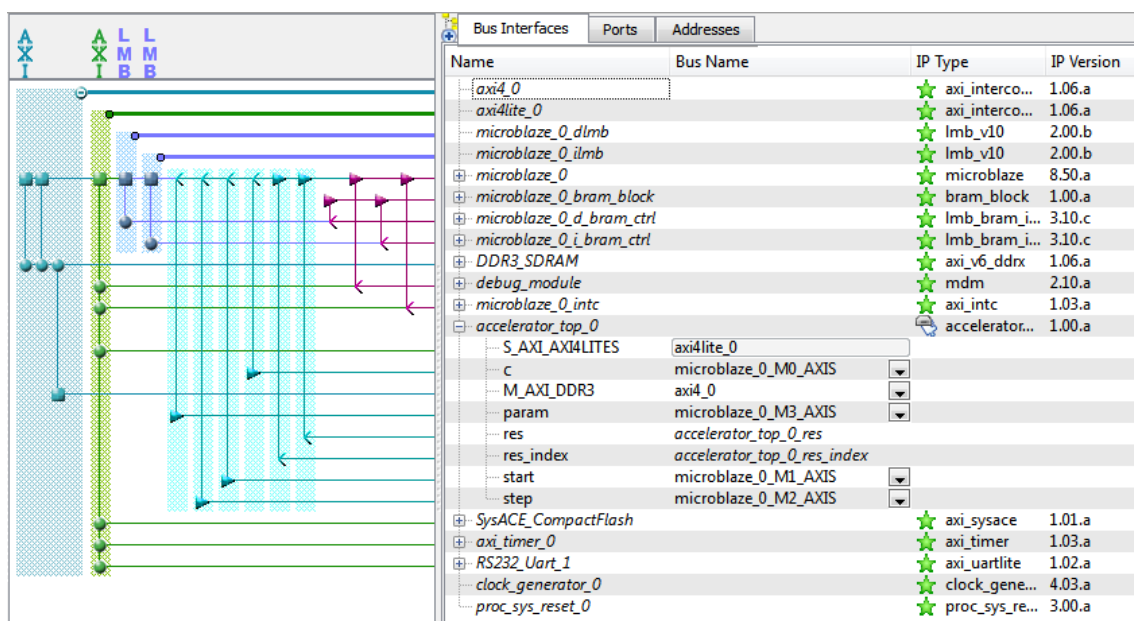 AXI AXI LMB LMB
Bus Interfaces Ports Addresses
Name Bus Name IP Type IP Version
axi4_0 axi_interco... 1.06.a
axi4lite_0 axi_interco... 1.06.a
microblaze_0_dlmb lmb_v10 2.00.b
microblaze_0_ilmb lmb_v10 2.00.b
microblaze_0 microblaze 8.50.a
microblaze_0_bram_block bram_block 1.00.a
microblaze_0_d_bram_ctrl lmb_bram_i... 3.10.c
microblaze_0_i_bram_ctrl lmb_bram_i... 3.10.c
DDR3_SDRAM axi_v6_ddrx 1.06.a
debug_module mdm 2.10.a
microblaze_0_intc axi_intc 1.03.a
accelerator_top_0 accelerator... 1.00.a
S_AXI_AXI4LITES axi4lite_0
c microblaze_0_M0_AXIS
M_AXI_DDR3 axi4_0
param microblaze_0_M3_AXIS
res accelerator_top_0_res
res_index accelerator_top_0_res_index
start microblaze_0_M1_AXIS
step microblaze_0_M2_AXIS
SysACE_CompactFlash axi_sysace 1.01.a
axi_timer_0 axi_timer 1.03.a
RS232_Uart_1 axi_uartlite 1.02.a
clock_generator_0 clock_gene... 4.03.a
proc_sys_reset_0 proc_sys_re... 3.00.a